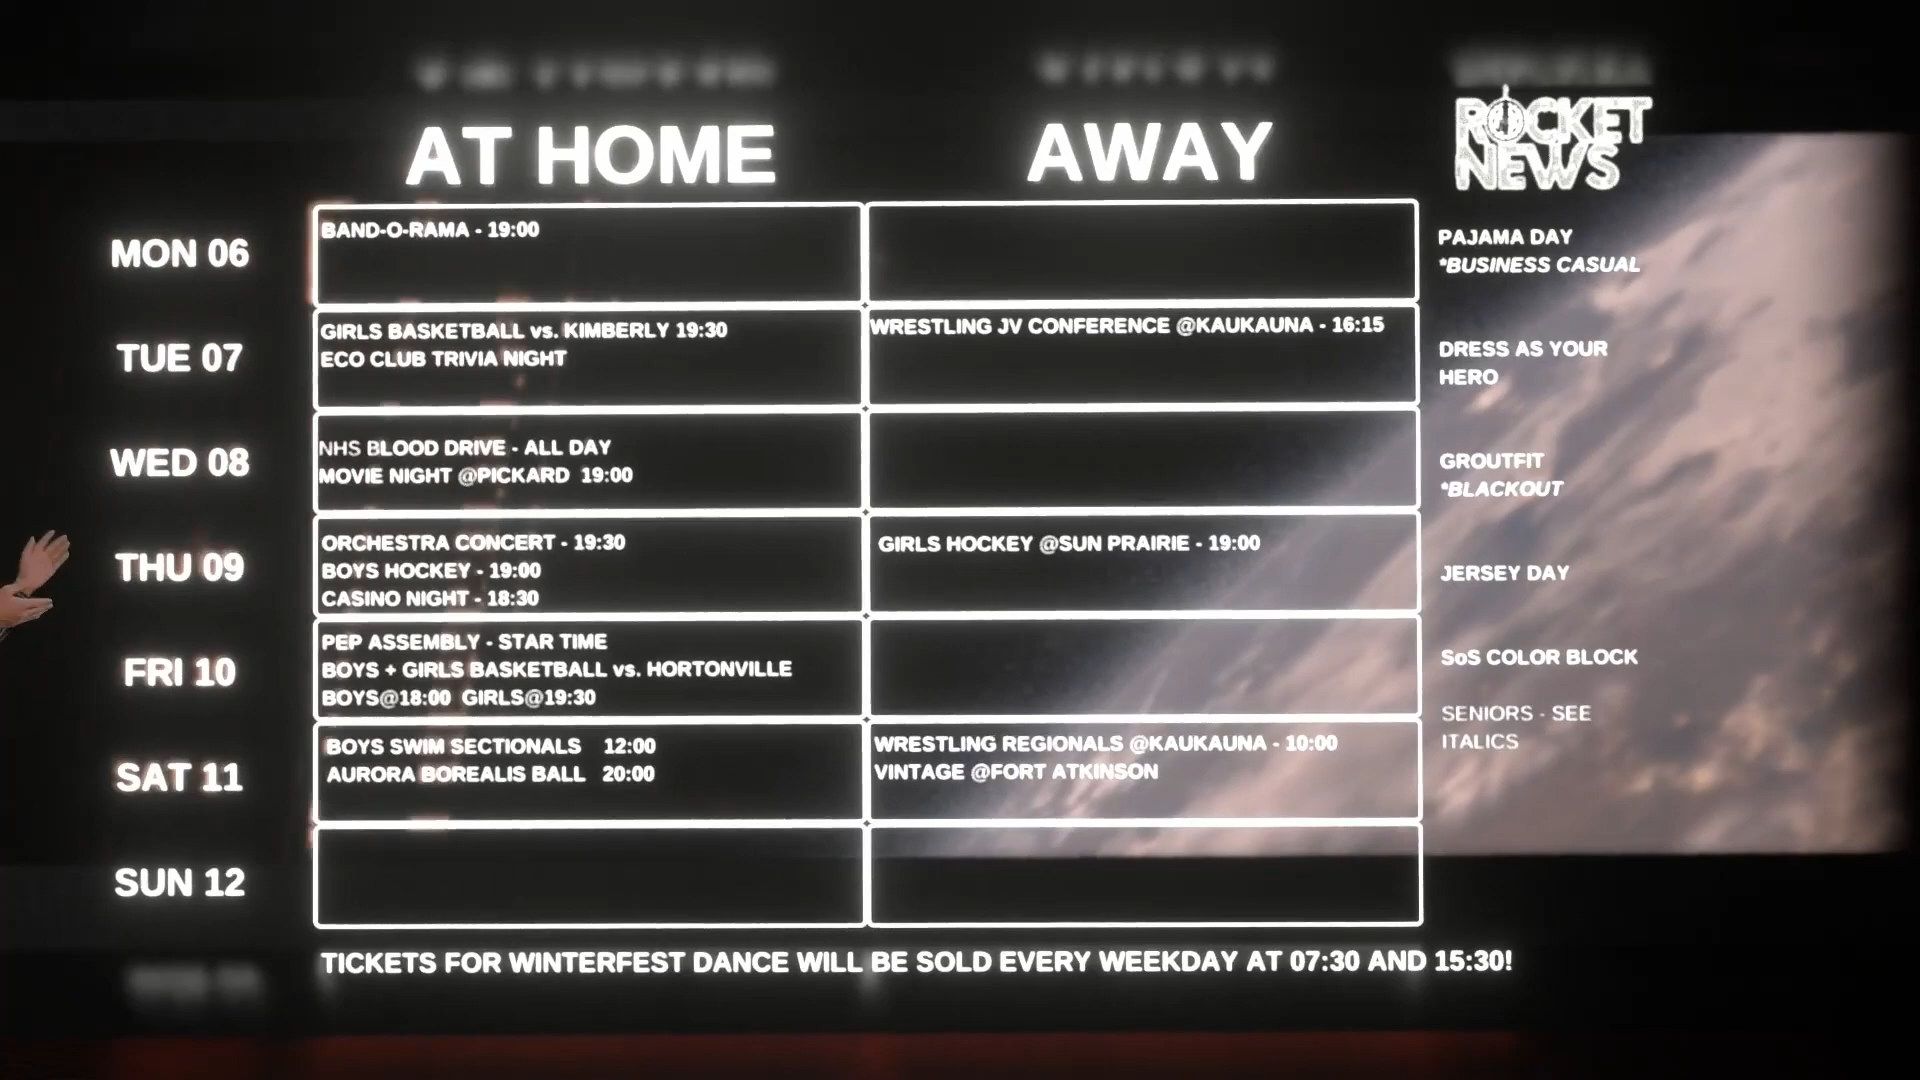 AT HOME
AWAY
ROCKET
NEWS
MON 06
BAND-O-RAMA - 19:00
PAJAMA DAY
*BUSINESS CASUAL
TUE 07
GIRLS BASKETBALL vs. KIMBERLY 19:30
ECO CLUB TRIVIA NIGHT
WRESTLING JV CONFERENCE @KAUKAUNA - 16:15
DRESS AS YOUR
HERO
WED 08
NHS BLOOD DRIVE - ALL DAY
MOVIE NIGHT @PICKARD 19:00
GROUTFIT
*BLACKOUT
THU 09
ORCHESTRA CONCERT - 19:30
BOYS HOCKEY - 19:00
CASINO NIGHT - 18:30
GIRLS HOCKEY @SUN PRAIRIE - 19:00
JERSEY DAY
FRI 10
PEP ASSEMBLY - STAR TIME
BOYS + GIRLS BASKETBALL vs. HORTONVILLE
BOYS@18:00 GIRLS@19:30
SoS COLOR BLOCK
SENIORS - SEE
ITALICS
SAT 11
BOYS SWIM SECTIONALS 12:00
AURORA BOREALIS BALL 20:00
WRESTLING REGIONALS @KAUKAUNA - 10:00
VINTAGE @FORT ATKINSON
SUN 12
TICKETS FOR WINTERFEST DANCE WILL BE SOLD EVERY WEEKDAY AT 07:30 AND 15:30!